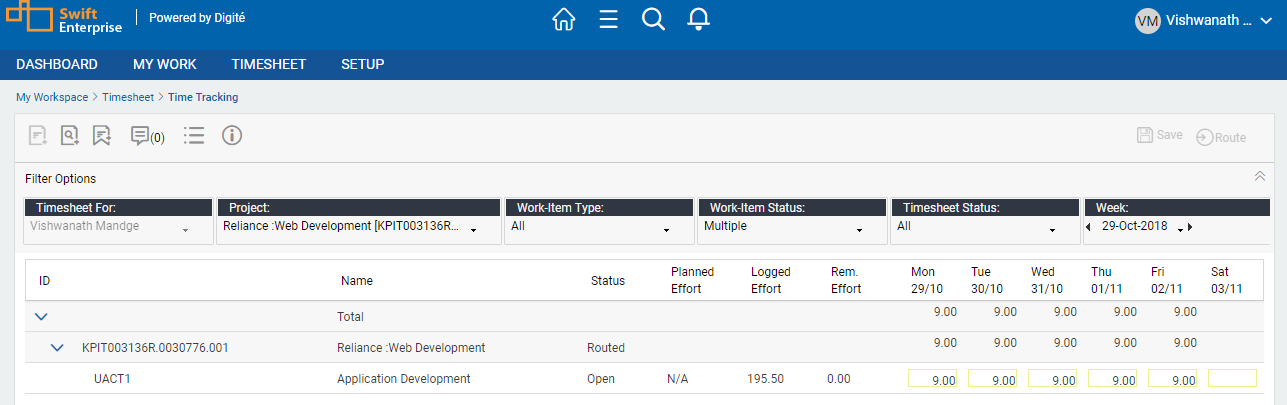 Swift Enterprise Powered by Digité VM Vishwanath ...
DASHBOARD MY WORK TIMESHEET SETUP
My Workspace > Timesheet > Time Tracking
(0) Save Route
Filter Options
Timesheet For: Project: Work-Item Type: Work-Item Status: Timesheet Status: Week:
Vishwanath Mandge Reliance :Web Development [KPIT003136R... All Multiple All 29-Oct-2018
ID Name Status Planned Effort Logged Effort Rem. Effort Mon 29/10 Tue 30/10 Wed 31/10 Thu 01/11 Fri 02/11 Sat 03/11
Total 9.00 9.00 9.00 9.00 9.00
KPIT003136R.0030776.001 Reliance :Web Development Routed 9.00 9.00 9.00 9.00 9.00
UACT1 Application Development Open N/A 195.50 0.00 9.00 9.00 9.00 9.00 9.00